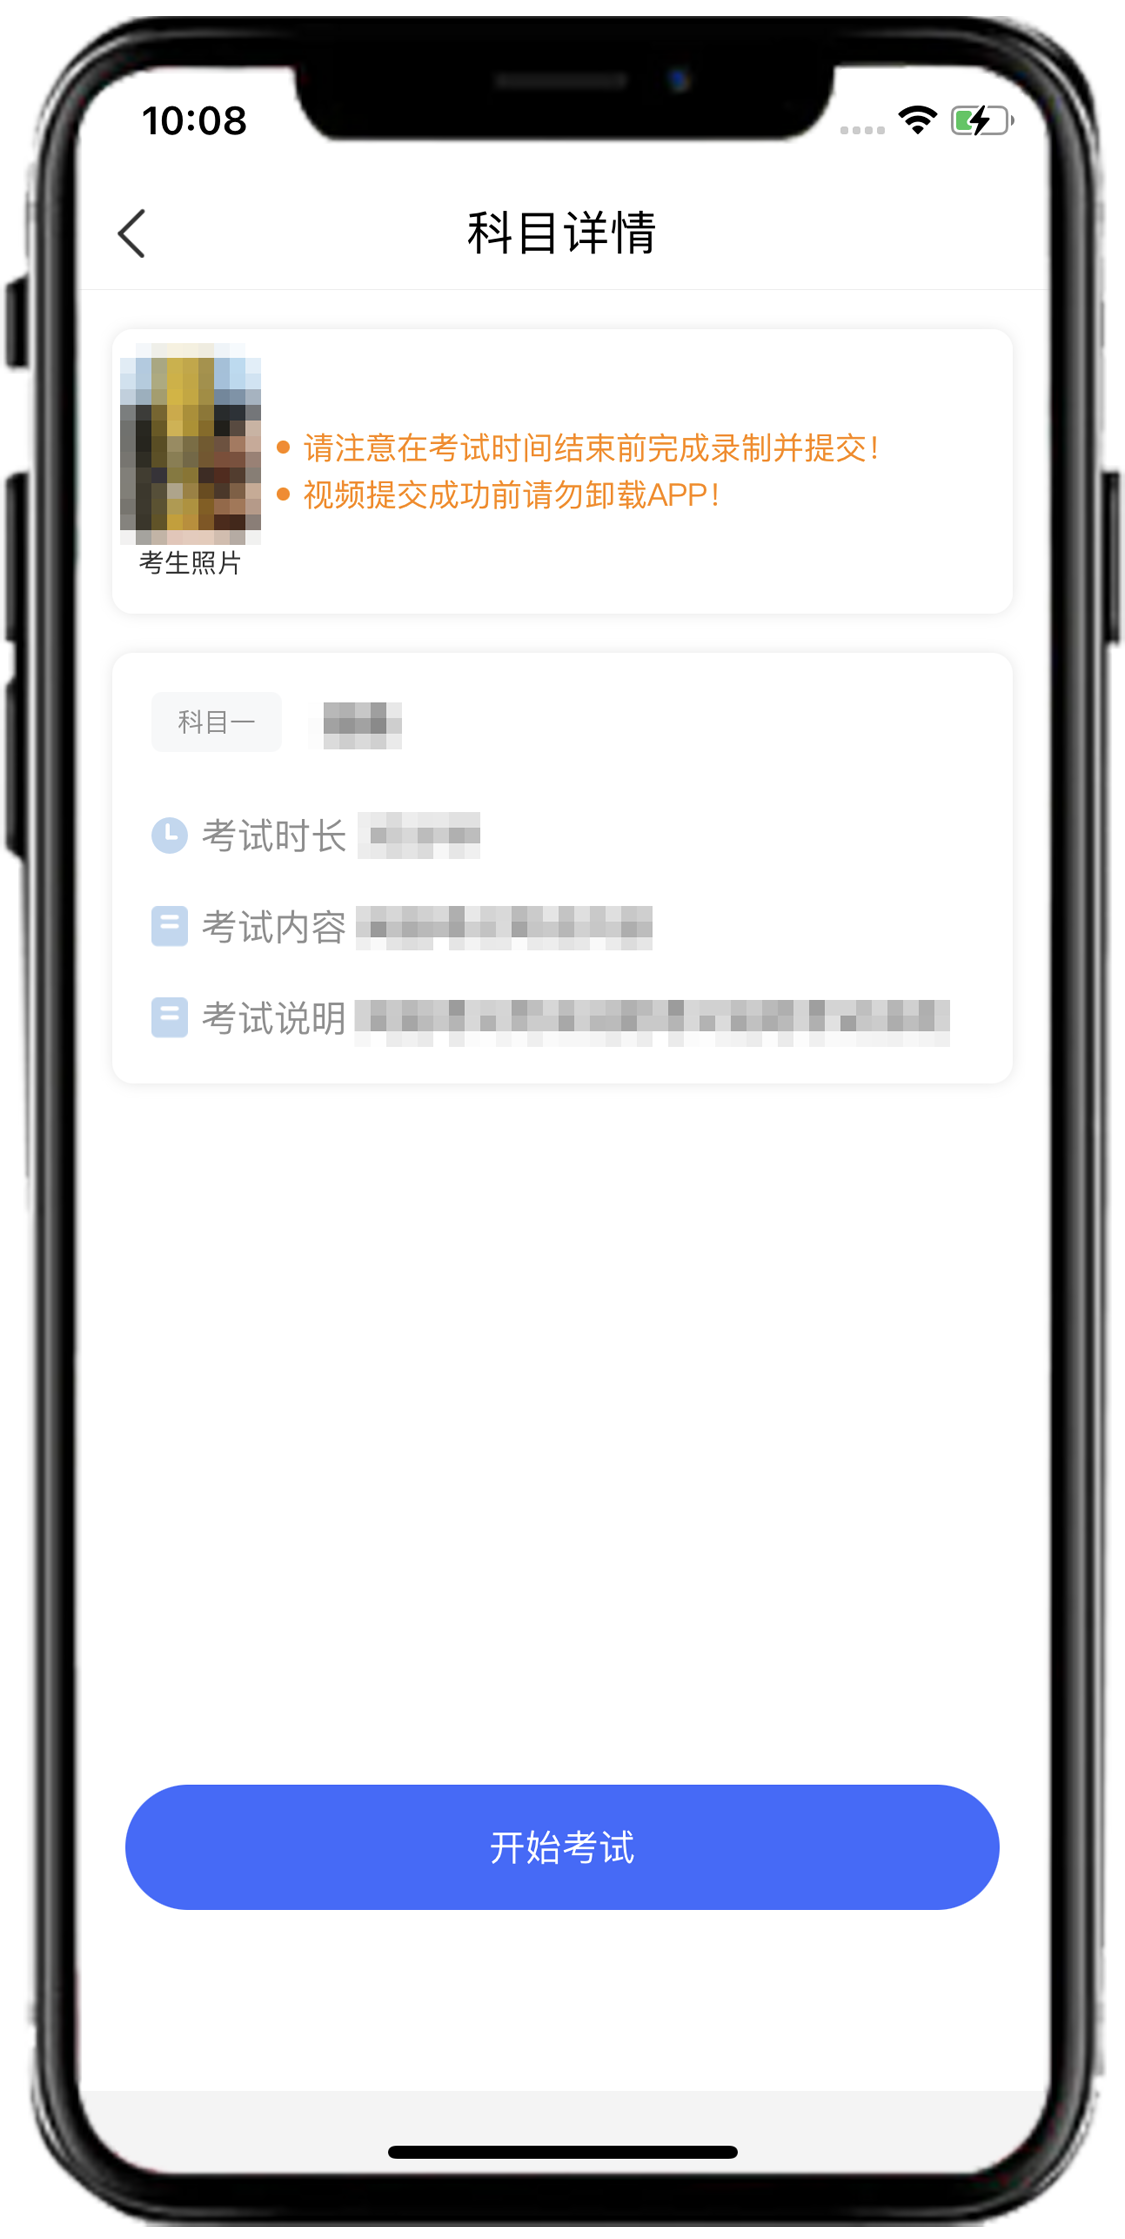 10:08
科目详情
请注意在考试时间结束前完成录制并提交！
视频提交成功前请勿卸载APP！
考生照片
科目一
考试时长
考试内容
考试说明
开始考试